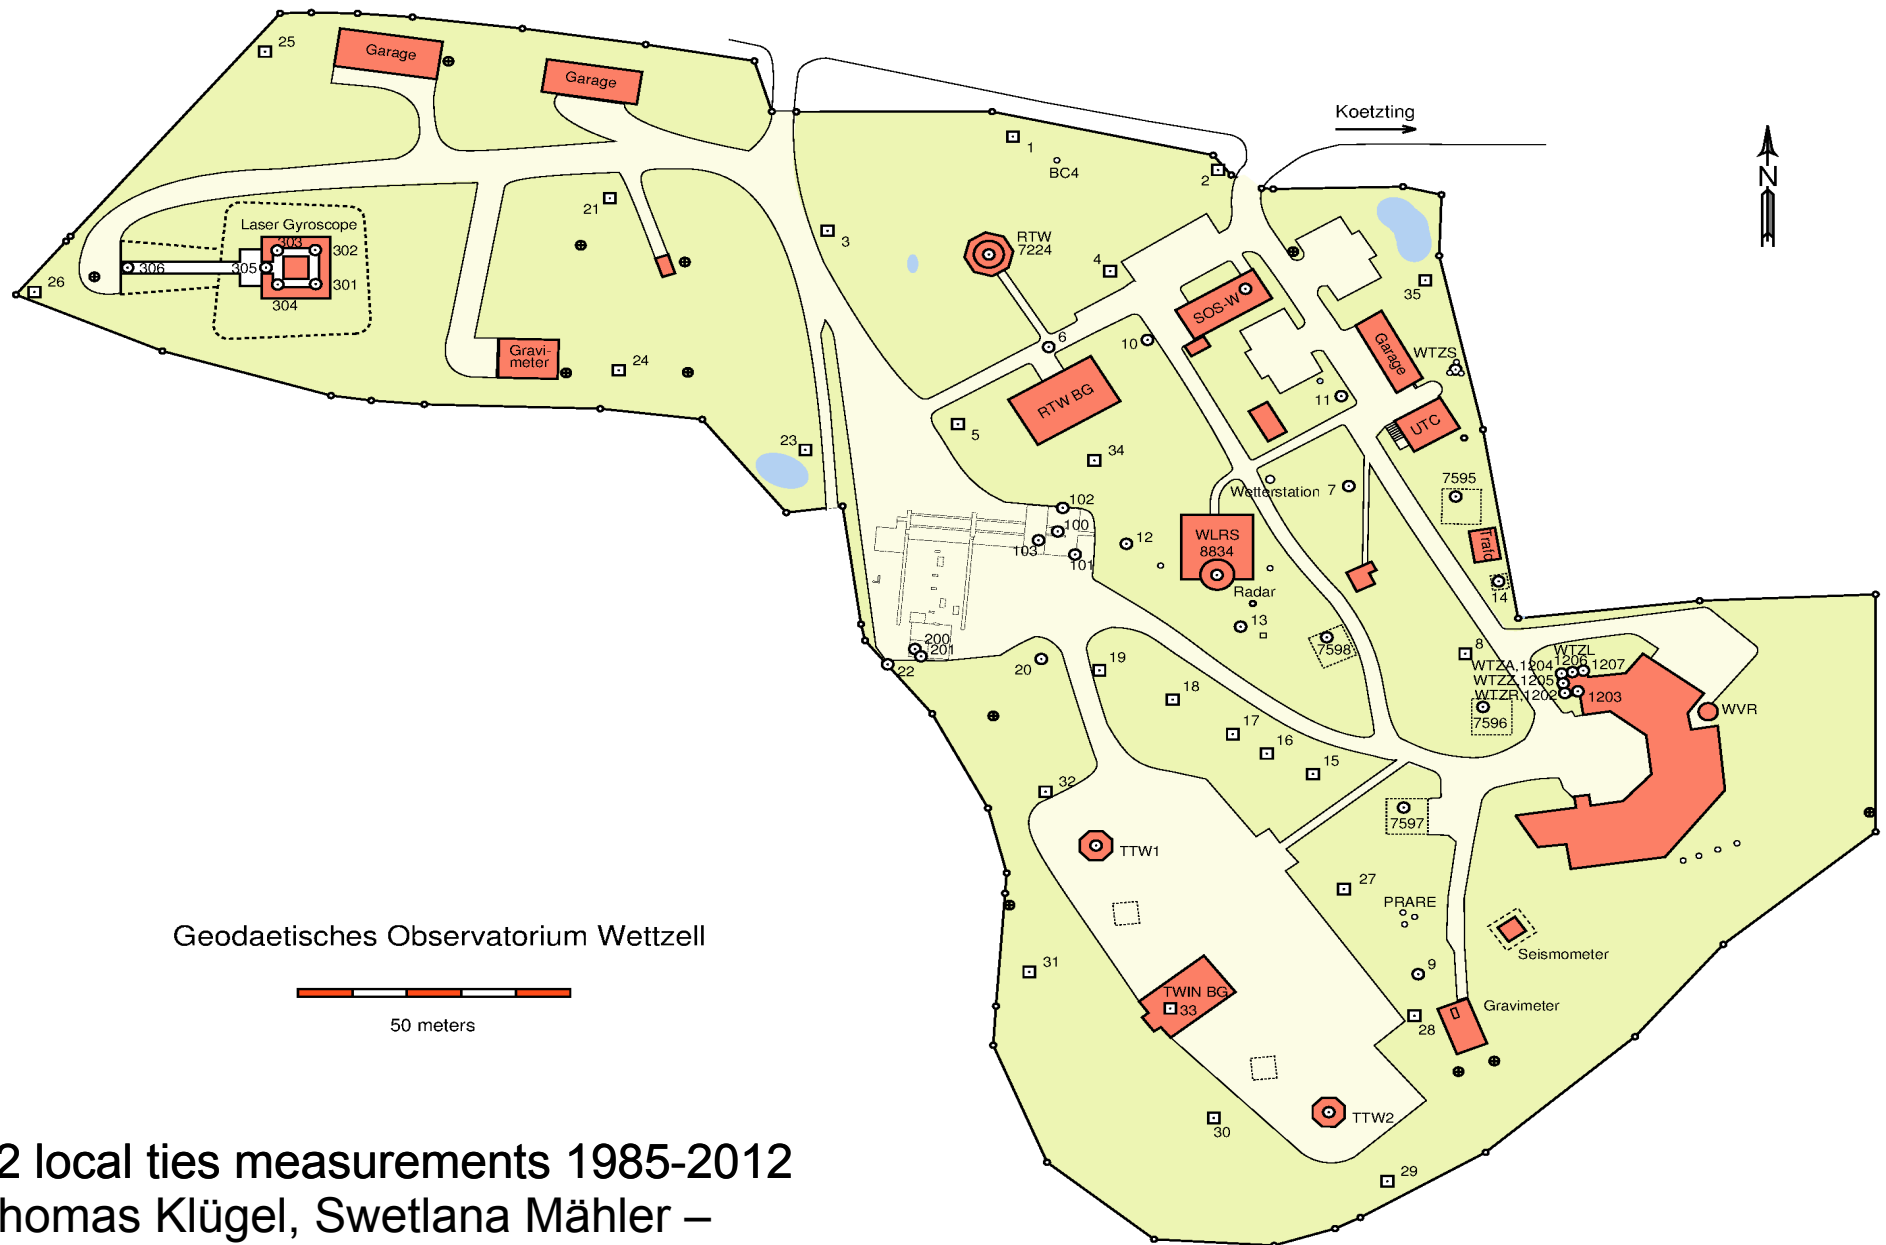 25
Garage
Garage
Koetzting
1
BC4
2
N
21
Laser Gyroscope
303
302
3
RTW
7224
4
306
305
26
301
304
35
SOS-W
Gravi-
meter
24
6
10
Garage
WTZS
RTW BG
11
UTC
5
23
34
7595
Wetterstation
7
102
100
103
101
12
WLRS
8834
Trafo
Radar
14
13
200
201
7598
8
22
20
19
WTZL
WTZA,1204
1206
1207
WTZZ,1205
WTZR,1202
1203
18
7596
WVR
17
16
15
32
7597
TTW1
27
PRARE
Geodaetisches Observatorium Wettzell
Seismometer
31
9
TWIN BG
33
Gravimeter
28
50 meters
TTW2
30
2 local ties measurements 1985-2012
29
homas Klügel, Swetlana Mähler –